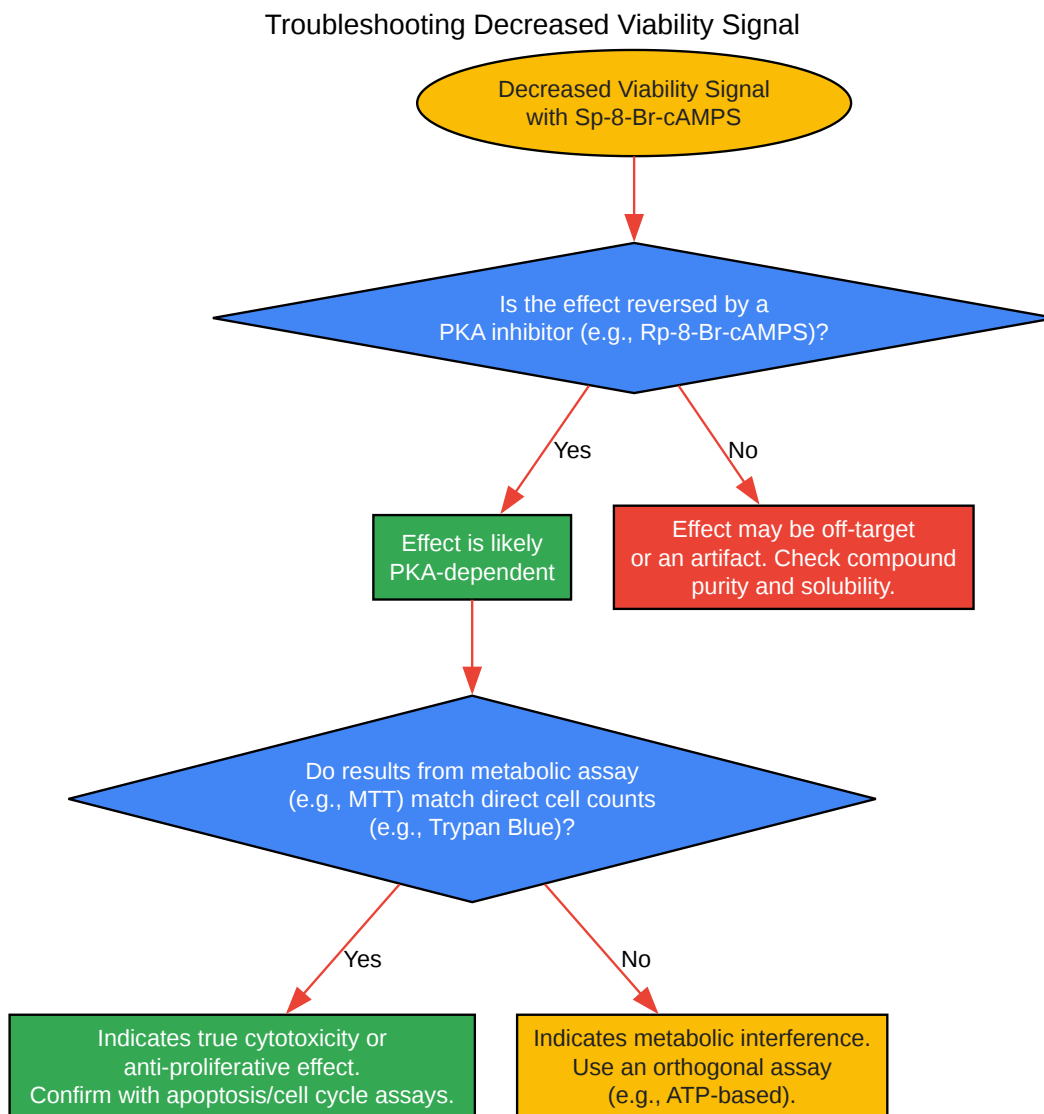 Troubleshooting Decreased Viability Signal
Decreased Viability Signal
with Sp-8-Br-cAMPS
Is the effect reversed by a
PKA inhibitor (e.g., Rp-8-Br-cAMPS)?
Yes
No
Effect is likely
PKA-dependent
Effect may be off-target
or an artifact. Check compound
purity and solubility.
Do results from metabolic assay
(e.g., MTT) match direct cell counts
(e.g., Trypan Blue)?
Yes
No
Indicates true cytotoxicity or
anti-proliferative effect.
Confirm with apoptosis/cell cycle assays.
Indicates metabolic interference.
Use an orthogonal assay
(e.g., ATP-based).